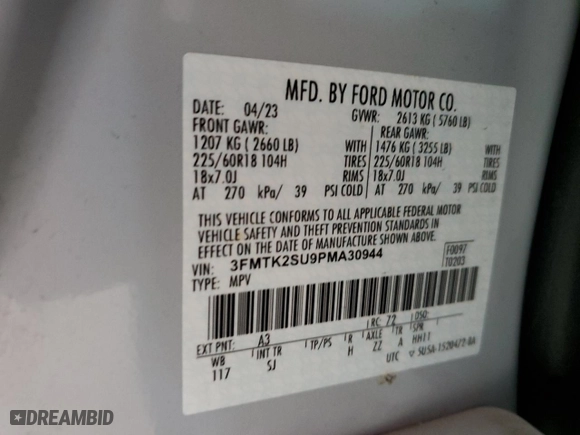 MFD. BY FORD MOTOR CO.
DATE: 04/23 GVWR: 2613 KG ( 5760 LB)
FRONT GAWR: REAR GAWR:
1207 KG ( 2660 LB) WITH 1476 KG ( 3255 LB) WITH
225/60R18 104H TIRES 225/60R18 104H TIRES
18x7.0J RIMS 18x7.0J RIMS
AT 270 kPa/ 39 PSI COLD AT 270 kPa/ 39 PSI COLD
THIS VEHICLE CONFORMS TO ALL APPLICABLE FEDERAL MOTOR
VEHICLE SAFETY AND THEFT PREVENTION STANDARDS IN
EFFECT ON THE DATE OF MANUFACTURE SHOWN ABOVE.
VIN: 3FMTK2SU9PMA30944 F0097
TYPE: MPV T0203
EXT PNT: A3 RC: 72 DSO:
WB INT TR TP/PS R AXLE TR SPR
117 SJ H ZZ A HH11
UTC
DREAMBID